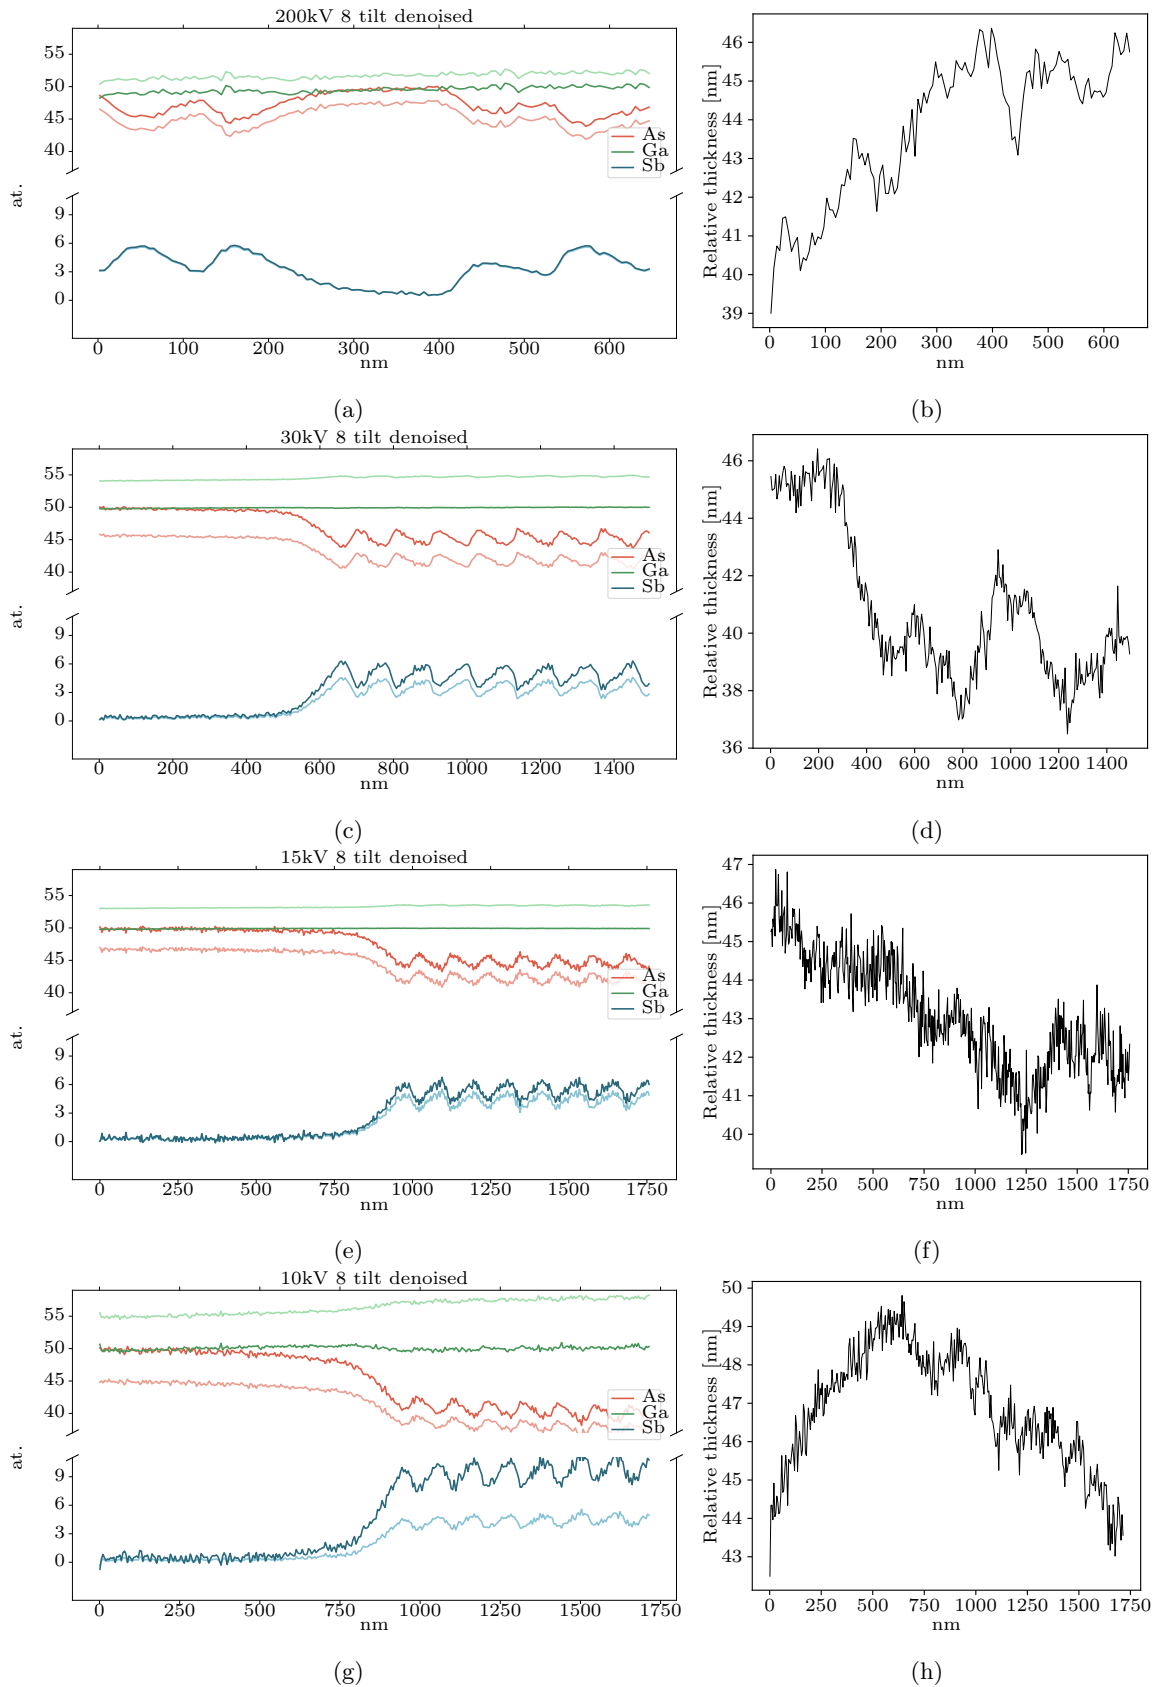 200kV 8 tilt denoised
55
50
45
40
at.
9
6
3
0
As
Ga
Sb
0 100 200 300 400 500 600
nm
(a)
Relative thickness [nm]
46
45
44
43
42
41
40
39
0 100 200 300 400 500 600
nm
(b)
30kV 8 tilt denoised
55
50
45
40
at.
9
6
3
0
As
Ga
Sb
0 200 400 600 800 1000 1200 1400
nm
(c)
Relative thickness [nm]
46
44
42
40
38
36
0 200 400 600 800 1000 1200 1400
nm
(d)
15kV 8 tilt denoised
55
50
45
40
at.
9
6
3
0
As
Ga
Sb
0 250 500 750 1000 1250 1500 1750
nm
(e)
Relative thickness [nm]
47
46
45
44
43
42
41
40
0 250 500 750 1000 1250 1500 1750
nm
(f)
10kV 8 tilt denoised
55
50
45
40
at.
9
6
3
0
As
Ga
Sb
0 250 500 750 1000 1250 1500 1750
nm
(g)
Relative thickness [nm]
50
49
48
47
46
45
44
43
0 250 500 750 1000 1250 1500 1750
nm
(h)